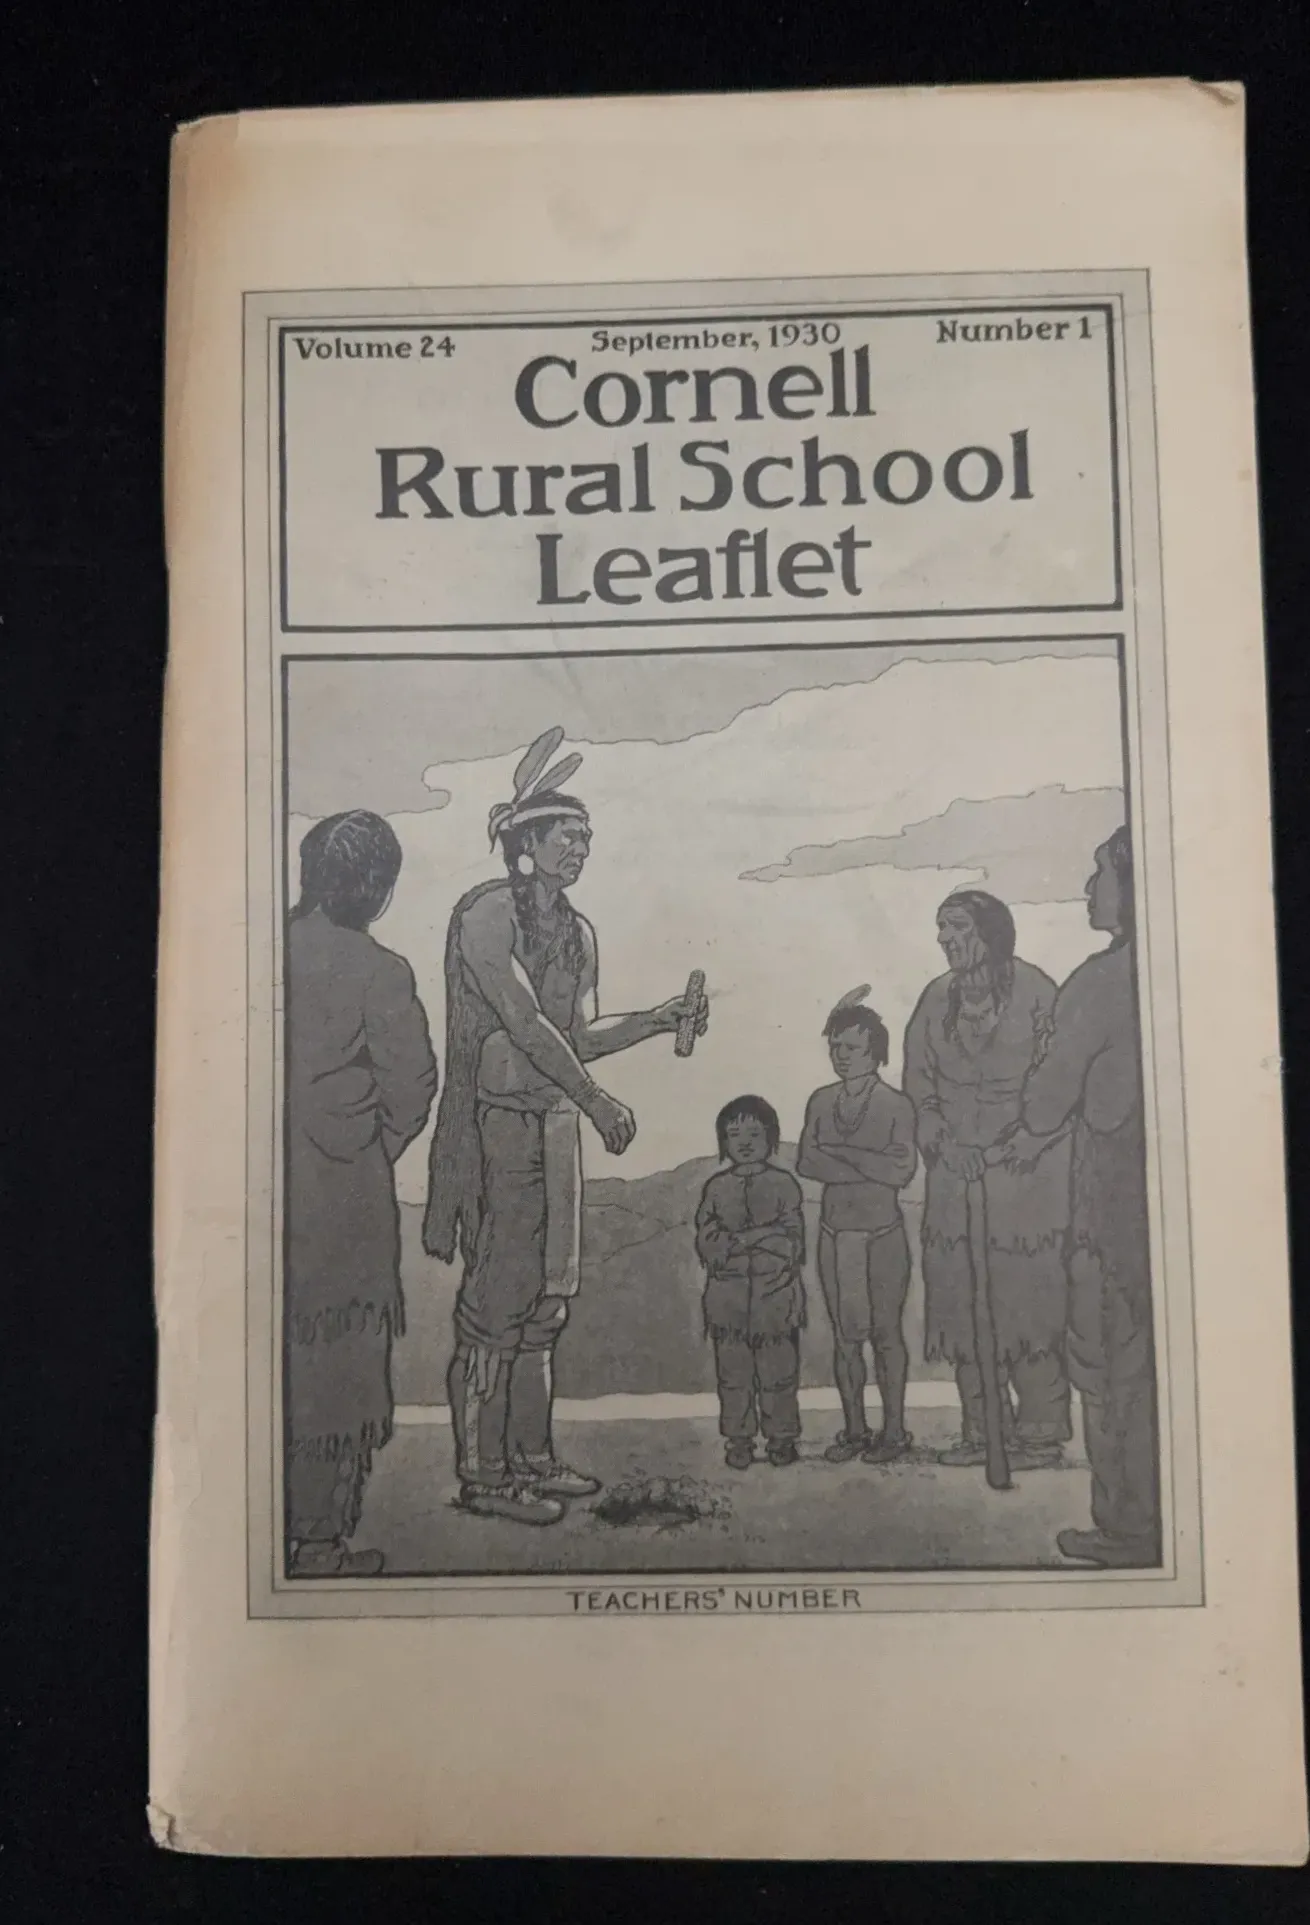 Volume 24 September, 1930 Number 1
Cornell
Rural School
Leaflet
TEACHERS' NUMBER